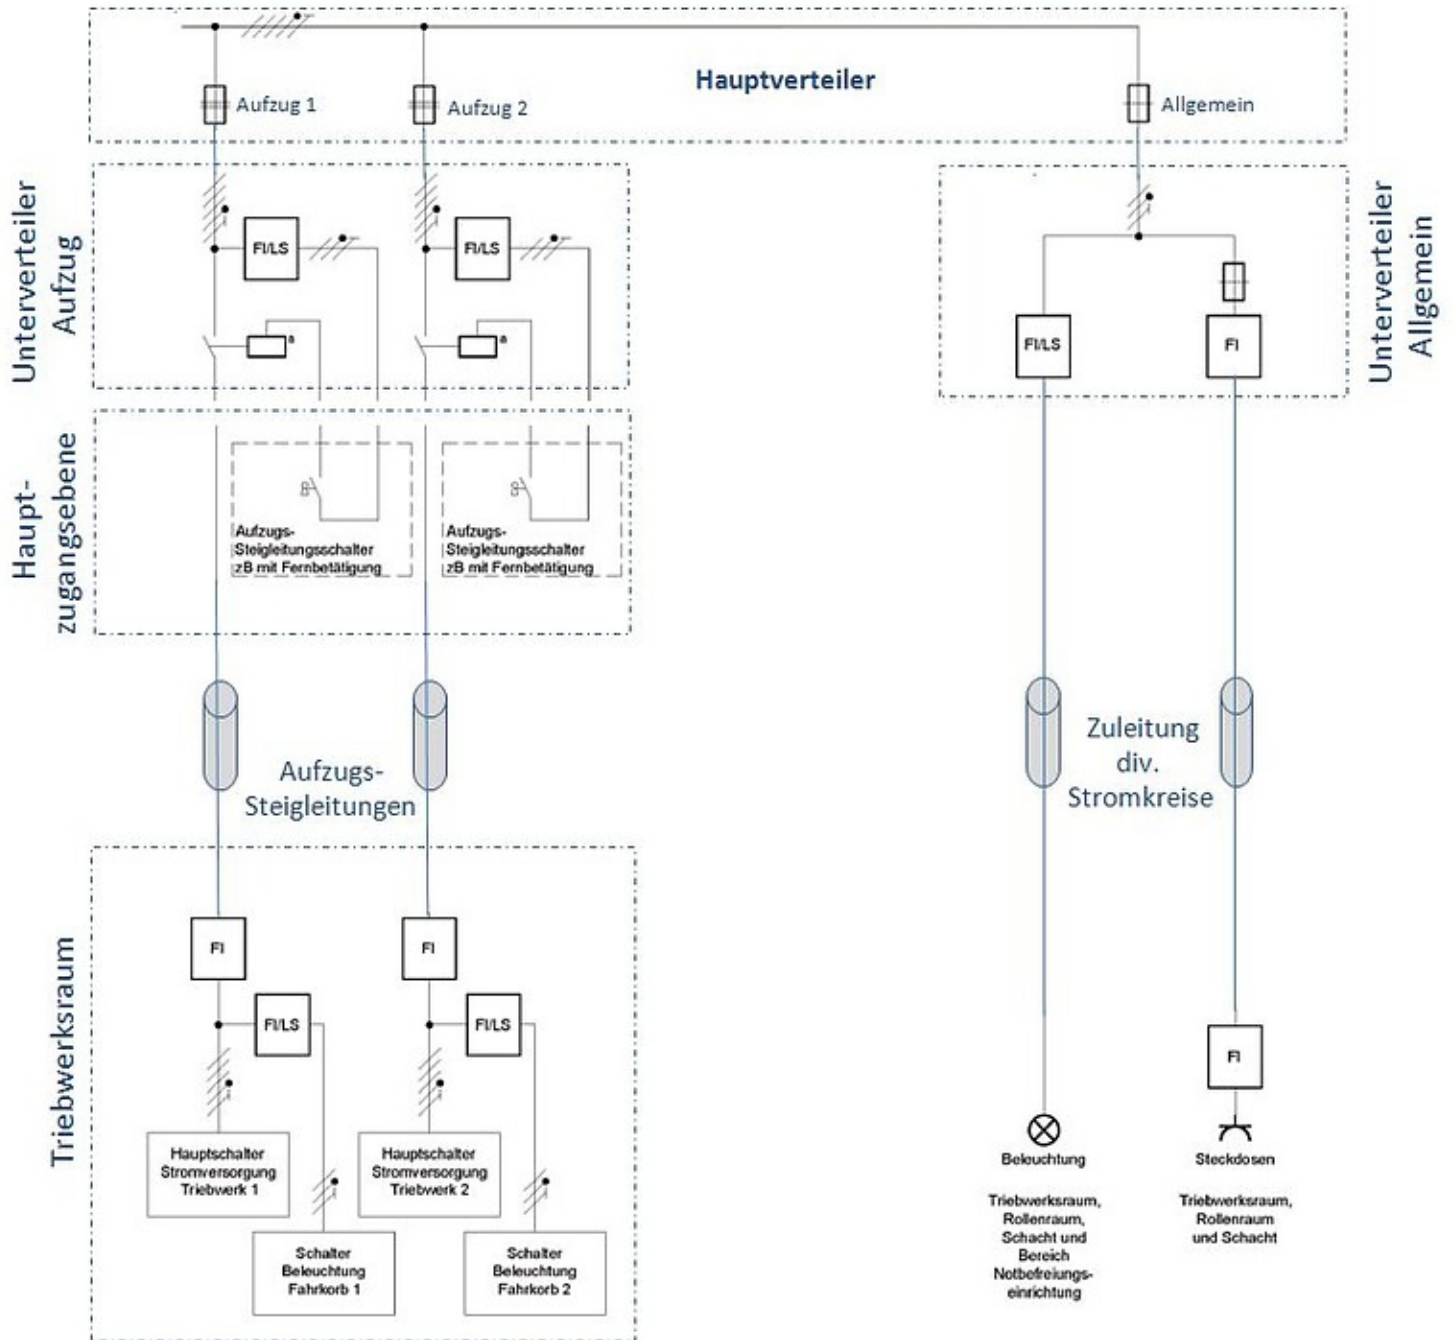 Hauptverteiler
Aufzug 1
Aufzug 2
Allgemein
Unterverteiler
Aufzug
FI/LS
FI/LS
a
a
Unterverteiler
Allgemein
FI/LS
FI
Haupt-
zugangsebene
Aufzugs-
Steigleitungsschalter
zB mit Fernbetätigung
Aufzugs-
Steigleitungsschalter
zB mit Fernbetätigung
Aufzugs-
Steigleitungen
Zuleitung
div.
Stromkreise
Triebwerksraum
FI
FI
FI/LS
FI/LS
Hauptschalter
Stromversorgung
Triebwerk 1
Hauptschalter
Stromversorgung
Triebwerk 2
Schalter
Beleuchtung
Fahrkorb 1
Schalter
Beleuchtung
Fahrkorb 2
FI
Beleuchtung
Triebwerksraum,
Rollenraum,
Schacht und
Bereich
Notbefreiungs-
einrichtung
Steckdosen
Triebwerksraum,
Rollenraum
und Schacht